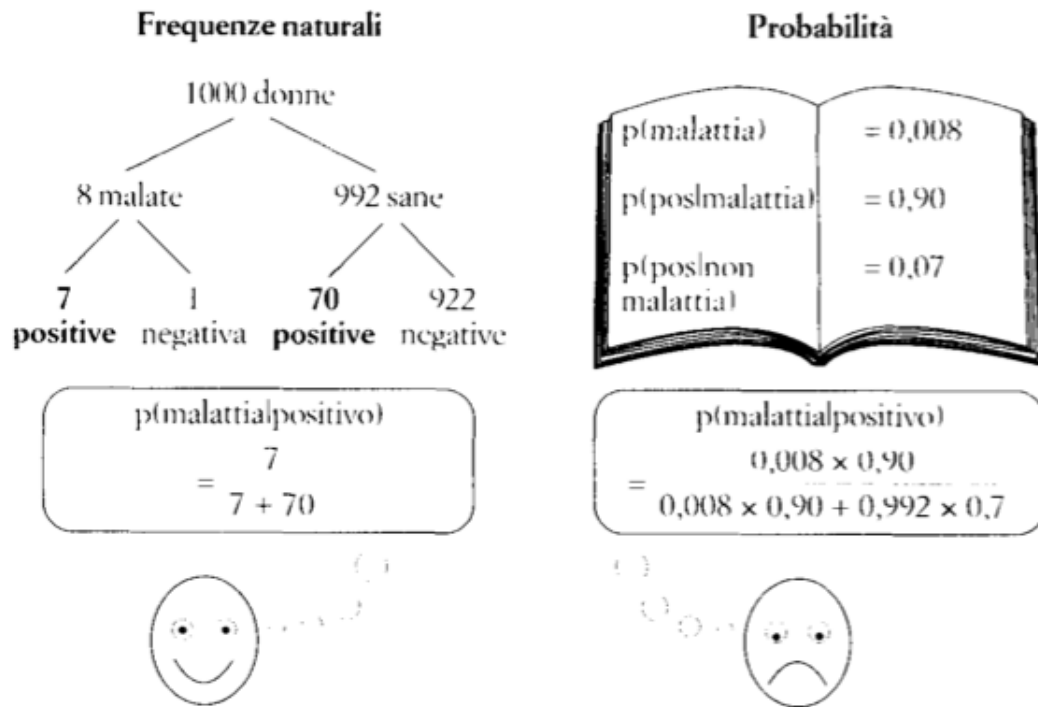 Frequenze naturali
1000 donne
8 malate 992 sane
7 1 70 922
positive negativa positive negative
p(malattia|positivo)
7
=
7 + 70
Probabilità
p(malattia) = 0,008
p(pos|malattia) = 0,90
p(pos|non = 0,07
malattia)
p(malattia|positivo)
0,008 × 0,90
=
0,008 × 0,90 + 0,992 × 0,7